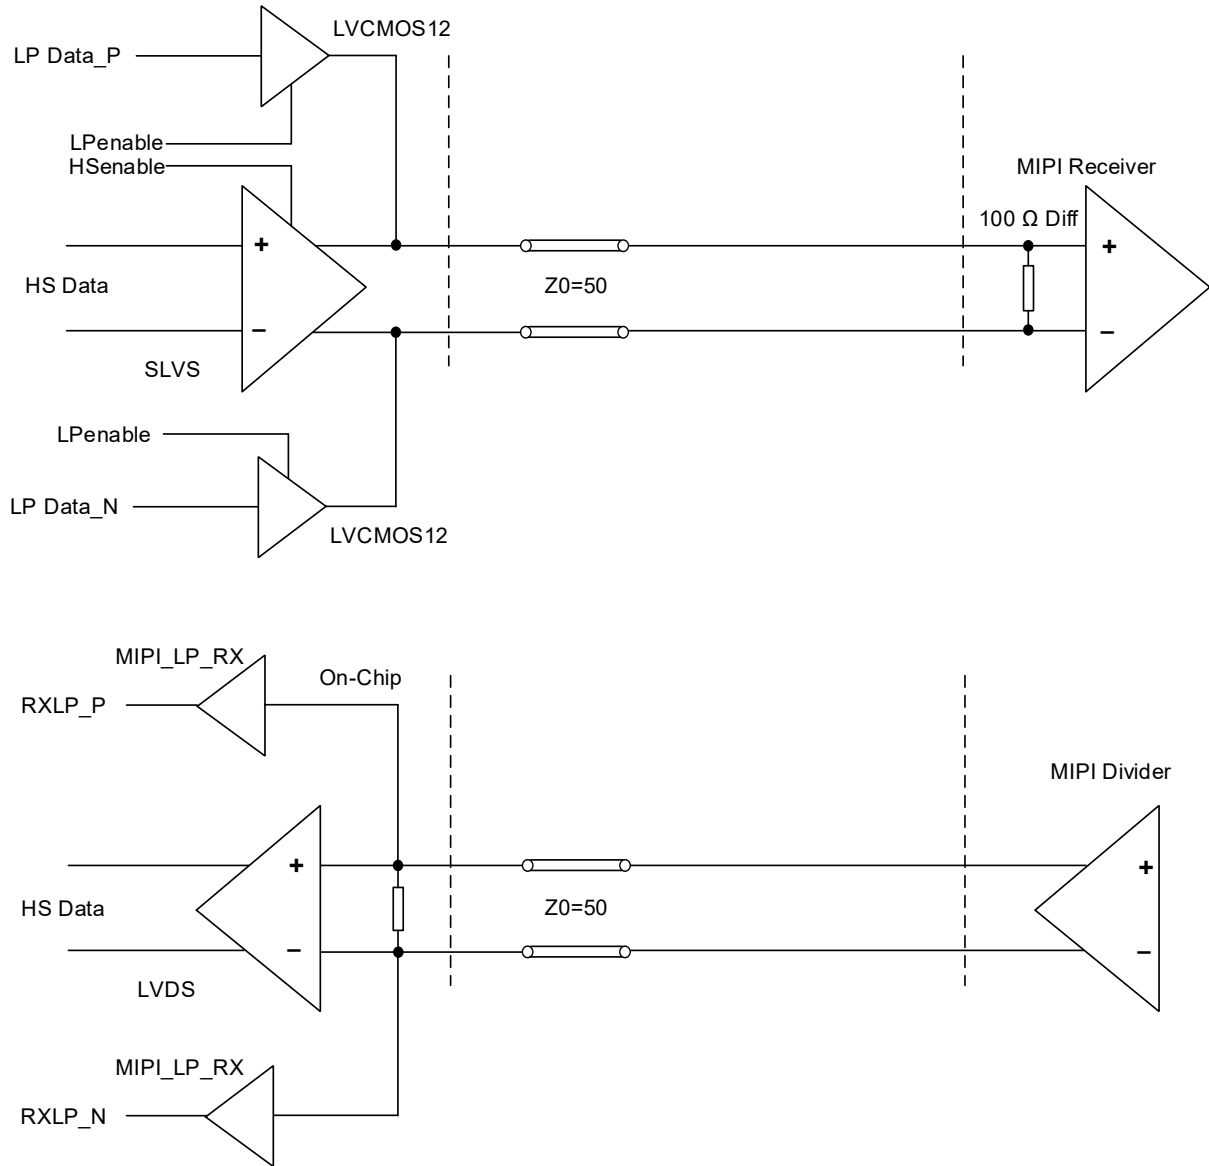 LVCMOS12
LP Data_P
LPenable
HSenable
MIPI Receiver
100 Ω Diff
+
+
HS Data
Z0=50
−
−
SLVS
LPenable
LP Data_N
LVCMOS12
MIPI_LP_RX
On-Chip
RXLP_P
MIPI Divider
+
+
HS Data
Z0=50
−
−
LVDS
MIPI_LP_RX
RXLP_N